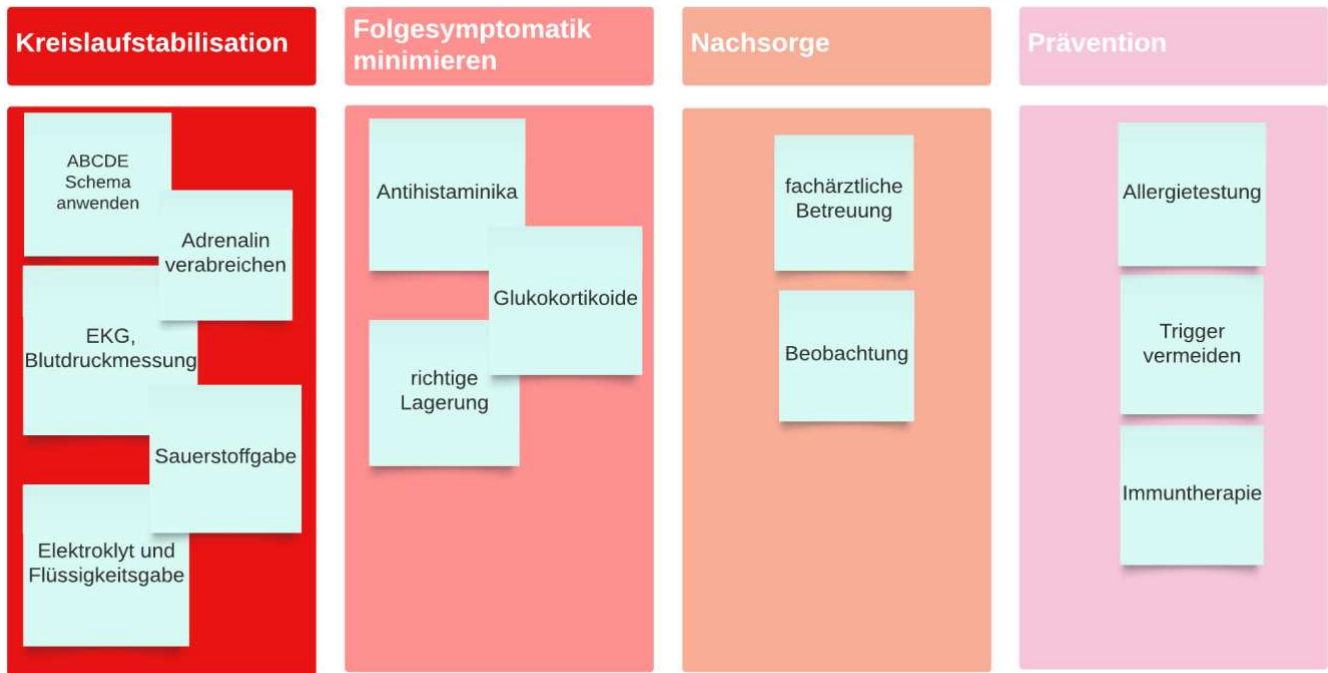 Kreislaufstabilisation
ABCDE
Schema
anwenden
Adrenalin
verabreichen
EKG,
Blutdruckmessung
Sauerstoffgabe
Elektroklyt und
Flüssigkeitsgabe
Folgesymptomatik
minimieren
Antihistaminika
Glukokortikoide
richtige
Lagerung
Nachsorge
fachärztliche
Betreuung
Beobachtung
Prävention
Allergietestung
Trigger
vermeiden
Immuntherapie